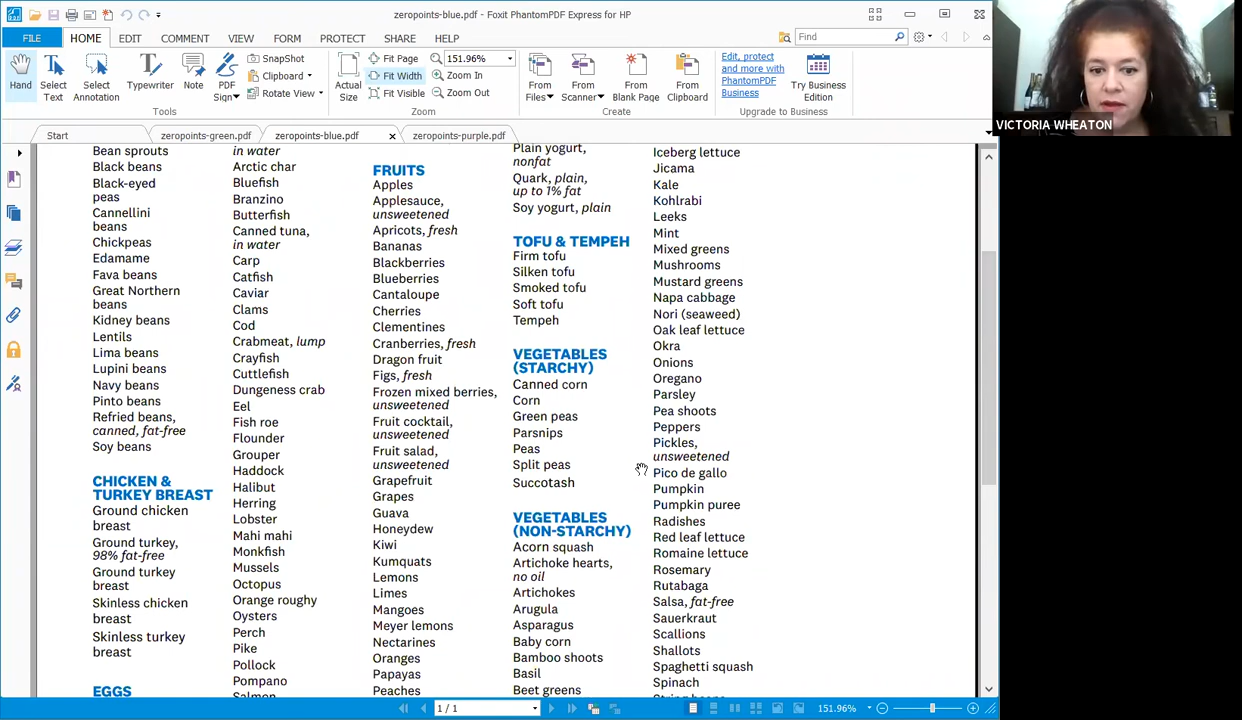 zeropoints-blue.pdf - Foxit PhantomPDF Express for HP
FILE
HOME
EDIT
COMMENT
VIEW
FORM
PROTECT
SHARE
HELP
Find
Hand
Select
Text
Select
Annotation
Typewriter
Note
PDF
Sign
SnapShot
Clipboard
Rotate View
Tools
Actual
Size
Fit Page
Fit Width
Fit Visible
151.96%
Zoom In
Zoom Out
Zoom
From
Files
From
Scanner
From
Blank Page
From
Clipboard
Create
Edit, protect
and more with
PhantomPDF
Business
Try Business
Edition
Upgrade to Business
VICTORIA WHEATON
Start
zeropoints-green.pdf
zeropoints-blue.pdf
zeropoints-purple.pdf
Bean sprouts
Black beans
Black-eyed
peas
Cannellini
beans
Chickpeas
Edamame
Fava beans
Great Northern
beans
Kidney beans
Lentils
Lima beans
Lupini beans
Navy beans
Pinto beans
Refried beans,
canned, fat-free
Soy beans
CHICKEN &
TURKEY BREAST
Ground chicken
breast
Ground turkey,
98% fat-free
Ground turkey
breast
Skinless chicken
breast
Skinless turkey
breast
EGGS
in water
Arctic char
Bluefish
Branzino
Butterfish
Canned tuna,
in water
Carp
Catfish
Caviar
Clams
Cod
Crabmeat, lump
Crayfish
Cuttlefish
Dungeness crab
Eel
Fish roe
Flounder
Grouper
Haddock
Halibut
Herring
Lobster
Mahi mahi
Monkfish
Mussels
Octopus
Orange roughy
Oysters
Perch
Pike
Pollock
Pompano
Salmon
FRUITS
Apples
Applesauce,
unsweetened
Apricots, fresh
Bananas
Blackberries
Blueberries
Cantaloupe
Cherries
Clementines
Cranberries, fresh
Dragon fruit
Figs, fresh
Frozen mixed berries,
unsweetened
Fruit cocktail,
unsweetened
Fruit salad,
unsweetened
Grapefruit
Grapes
Guava
Honeydew
Kiwi
Kumquats
Lemons
Limes
Mangoes
Meyer lemons
Nectarines
Oranges
Papayas
Peaches
Plain yogurt,
nonfat
Quark, plain,
up to 1% fat
Soy yogurt, plain
TOFU & TEMPEH
Firm tofu
Silken tofu
Smoked tofu
Soft tofu
Tempeh
VEGETABLES
(STARCHY)
Canned corn
Corn
Green peas
Parsnips
Peas
Split peas
Succotash
VEGETABLES
(NON-STARCHY)
Acorn squash
Artichoke hearts,
no oil
Artichokes
Arugula
Asparagus
Baby corn
Bamboo shoots
Basil
Beet greens
Iceberg lettuce
Jicama
Kale
Kohlrabi
Leeks
Mint
Mixed greens
Mushrooms
Mustard greens
Napa cabbage
Nori (seaweed)
Oak leaf lettuce
Okra
Onions
Oregano
Parsley
Pea shoots
Peppers
Pickles,
unsweetened
Pico de gallo
Pumpkin
Pumpkin puree
Radishes
Red leaf lettuce
Romaine lettuce
Rosemary
Rutabaga
Salsa, fat-free
Sauerkraut
Scallions
Shallots
Spaghetti squash
Spinach
1 / 1
151.96%